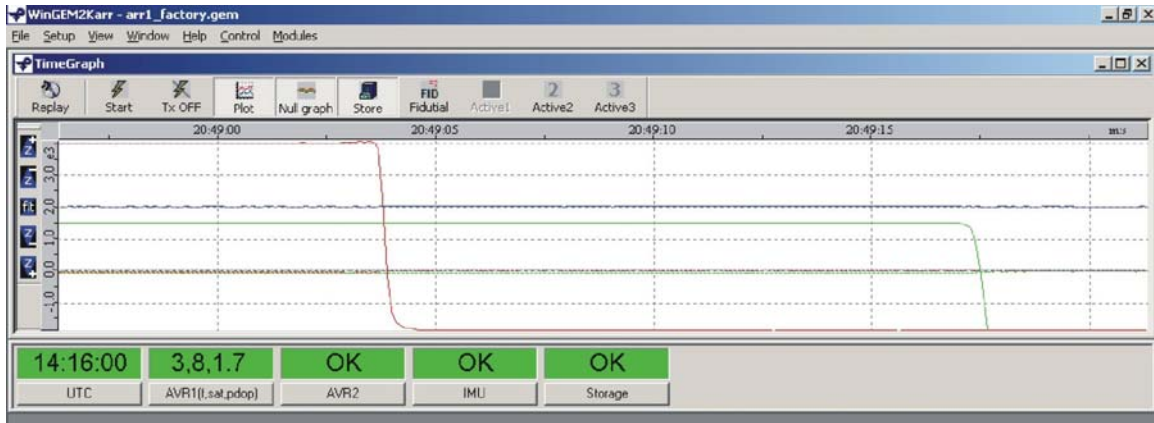 WinGEM2Karr - arr1_factory.gem
File Setup View Window Help Control Modules
TimeGraph
Replay Start Tx OFF Plot Null graph Store FID Fidutial Active1 2 Active2 3 Active3
20:49:00 20:49:05 20:49:10 20:49:15 m:s
Z
Z
fit
Z
Z
e3
3,0
2,0
1,0
0,0
-1,0
14:16:00 3,8,1.7 OK OK OK
UTC AVR1(I,sat,pdop) AVR2 IMU Storage